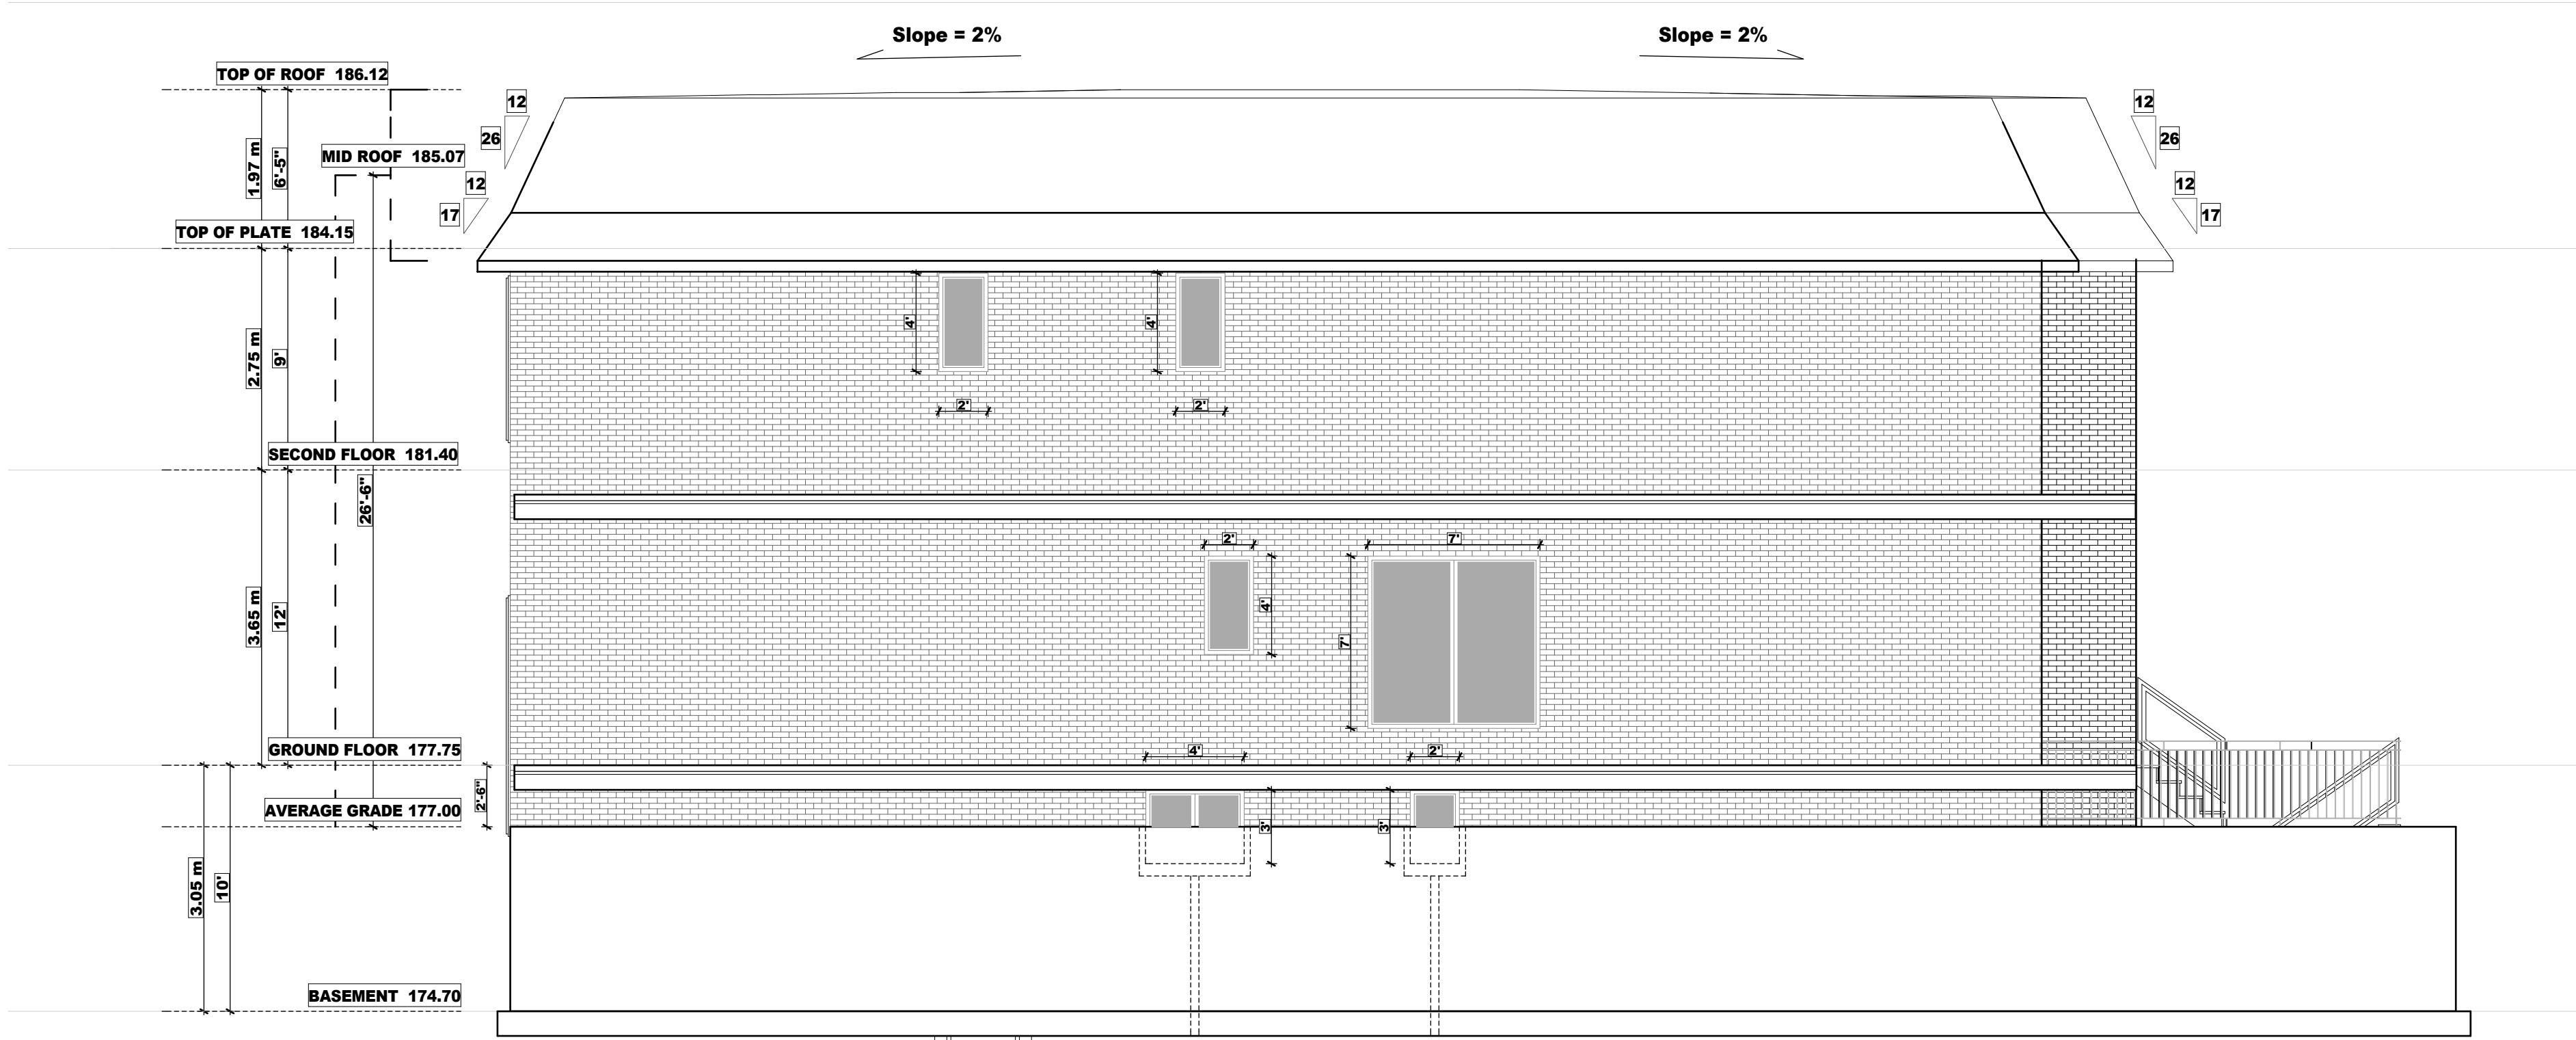 Slope = 2%
Slope = 2%
TOP OF ROOF 186.12
12
12
26
26
1.97 m
6'-5"
MID ROOF 185.07
12
12
17
17
TOP OF PLATE 184.15
4'
4'
2.75 m
9'
2'
2'
SECOND FLOOR 181.40
26'-6"
2'
7'
3.65 m
12'
4'
7'
GROUND FLOOR 177.75
4'
2'
2'-6"
AVERAGE GRADE 177.00
3'
3'
3.05 m
10'
BASEMENT 174.70